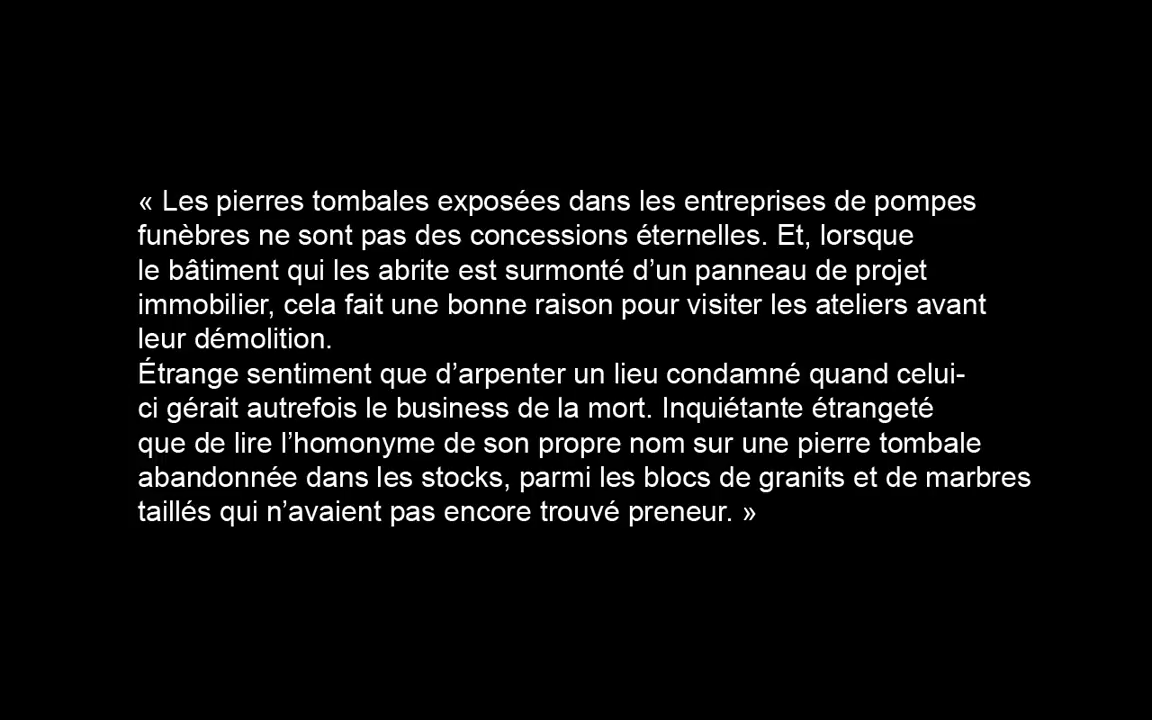 « Les pierres tombales exposées dans les entreprises de pompes
funèbres ne sont pas des concessions éternelles. Et, lorsque
le bâtiment qui les abrite est surmonté d’un panneau de projet
immobilier, cela fait une bonne raison pour visiter les ateliers avant
leur démolition.
Étrange sentiment que d’arpenter un lieu condamné quand celui-
ci gérait autrefois le business de la mort. Inquiétante étrangeté
que de lire l’homonyme de son propre nom sur une pierre tombale
abandonnée dans les stocks, parmi les blocs de granits et de marbres
taillés qui n’avaient pas encore trouvé preneur. »